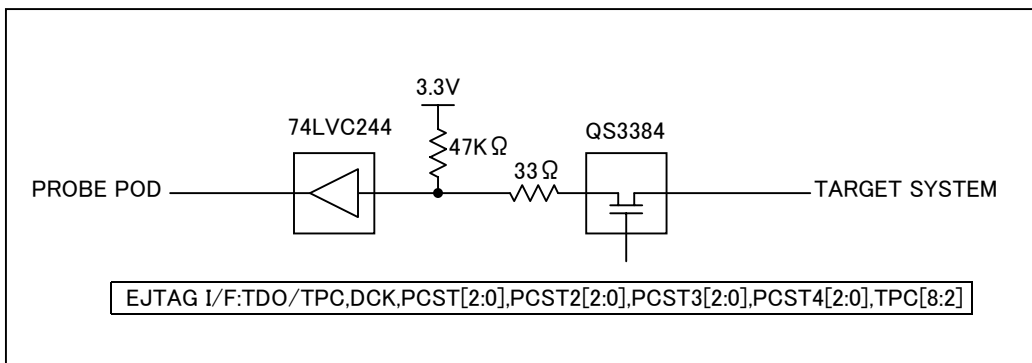 3.3V
74LVC244
47KΩ
QS3384
33Ω
PROBE POD
TARGET SYSTEM
EJTAG I/F:TDO/TPC,DCK,PCST[2:0],PCST2[2:0],PCST3[2:0],PCST4[2:0],TPC[8:2]